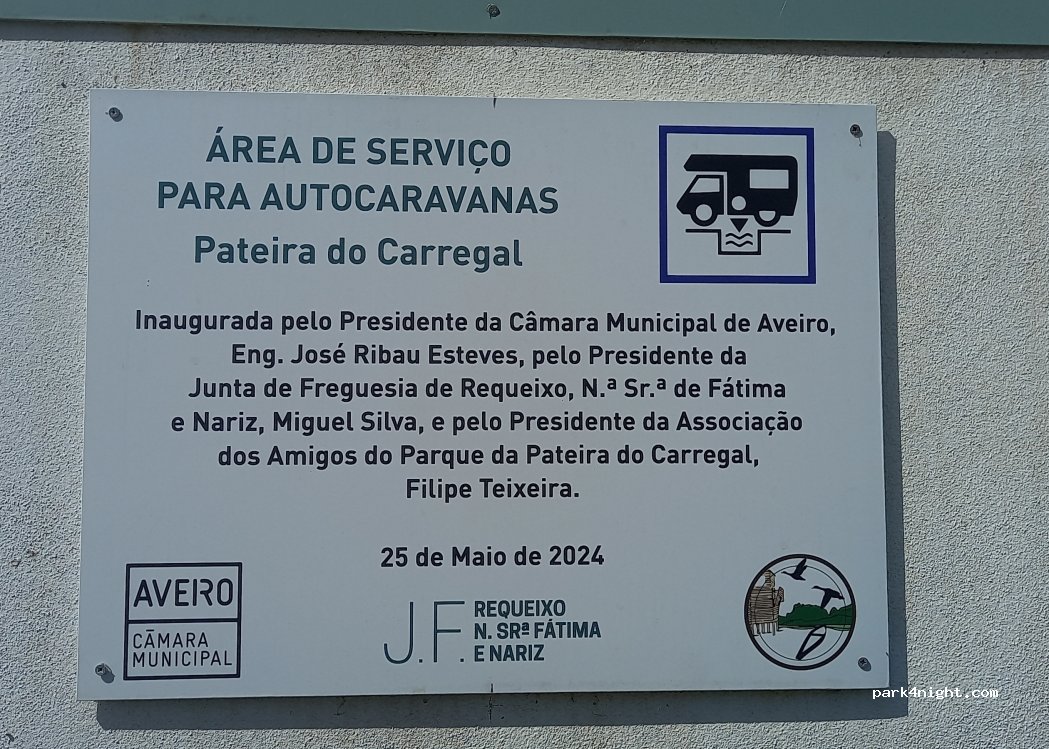 ÁREA DE SERVIÇO
PARA AUTOCARAVANAS
Pateira do Carregal
Inaugurada pelo Presidente da Câmara Municipal de Aveiro,
Eng. José Ribau Esteves, pelo Presidente da
Junta de Freguesia de Requeixo, N.ª Sr.ª de Fátima
e Nariz, Miguel Silva, e pelo Presidente da Associação
dos Amigos do Parque da Pateira do Carregal,
Filipe Teixeira.
25 de Maio de 2024
AVEIRO
CÂMARA
MUNICIPAL
J.F.
REQUEIXO
N. SRª FÁTIMA
E NARIZ
park4night.com